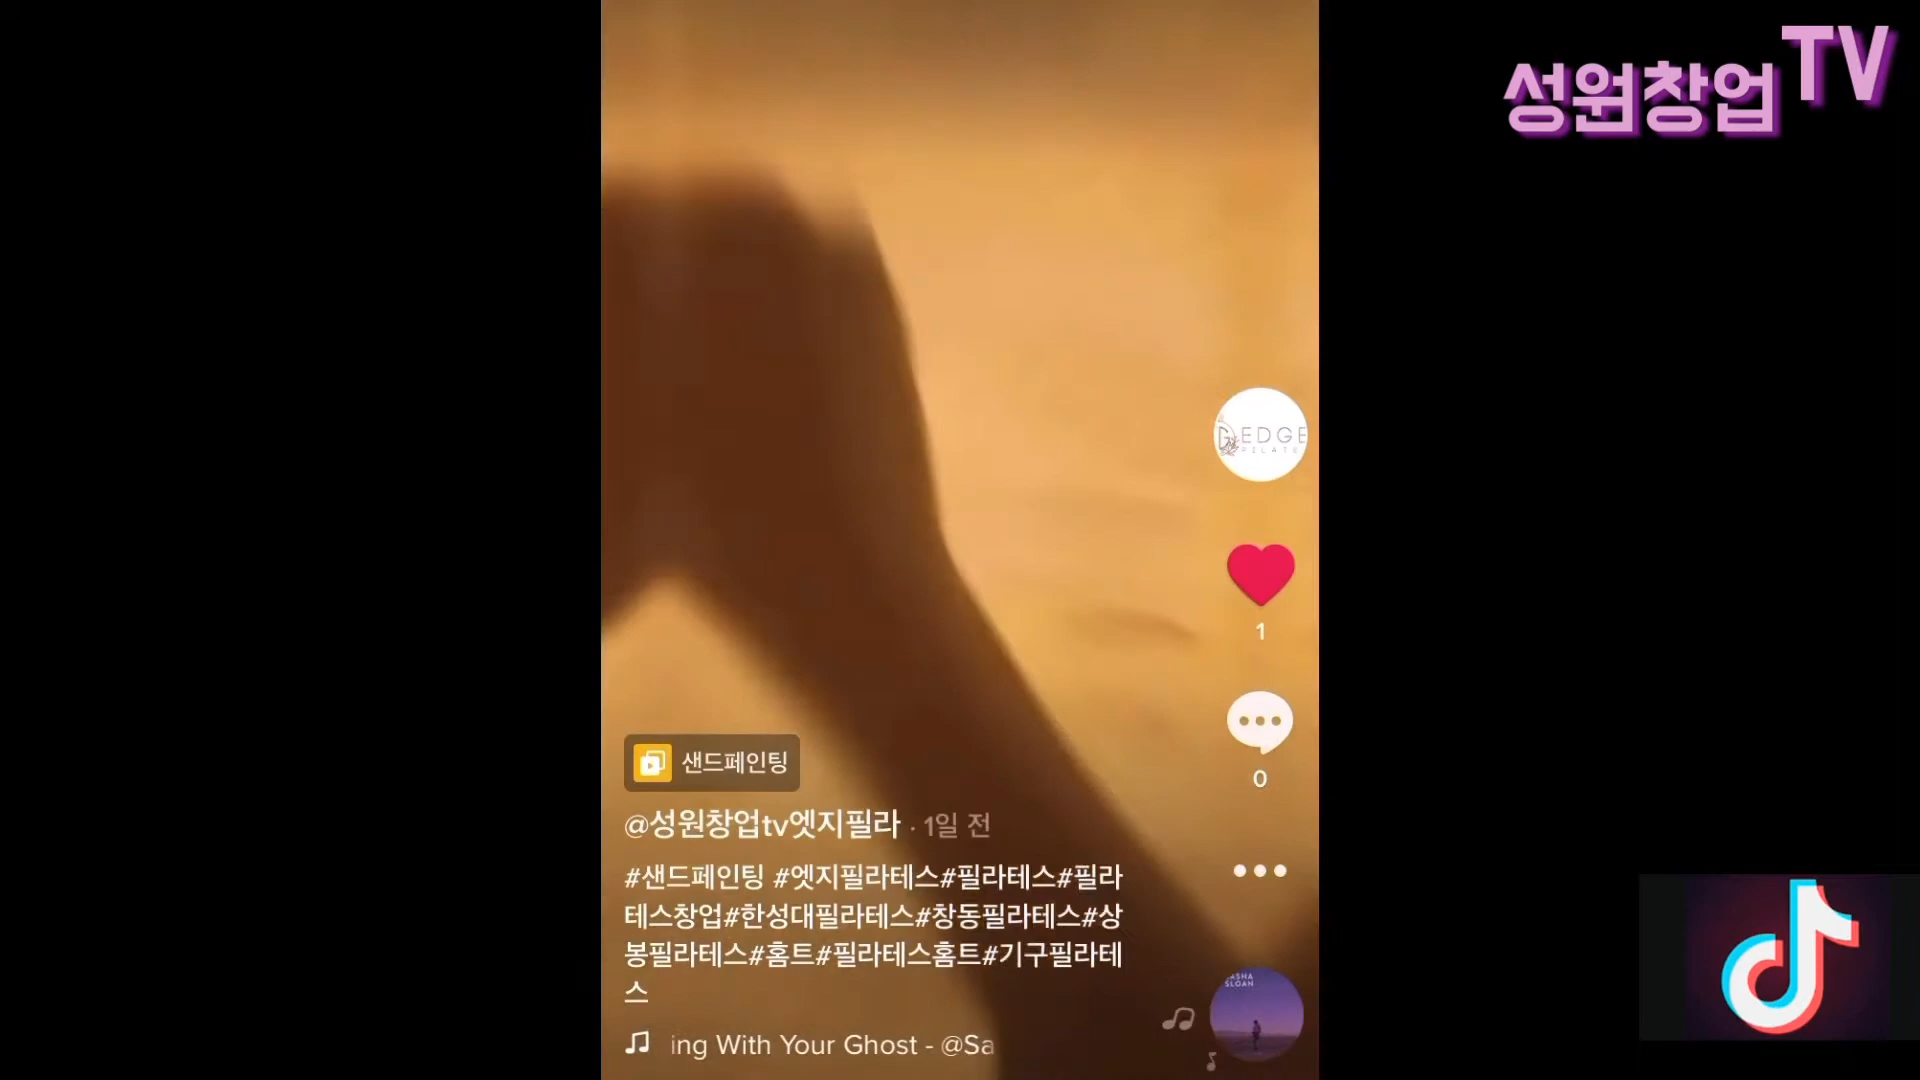 성원창업TV
EDGE
PILATE
1
0
샌드페인팅
@성원창업tv엣지필라 · 1일 전
#샌드페인팅 #엣지필라테스#필라테스#필라
테스창업#한성대필라테스#창동필라테스#상
봉필라테스#홈트#필라테스홈트#기구필라테
스
ing With Your Ghost - @Sa
ASHA
SLOAN